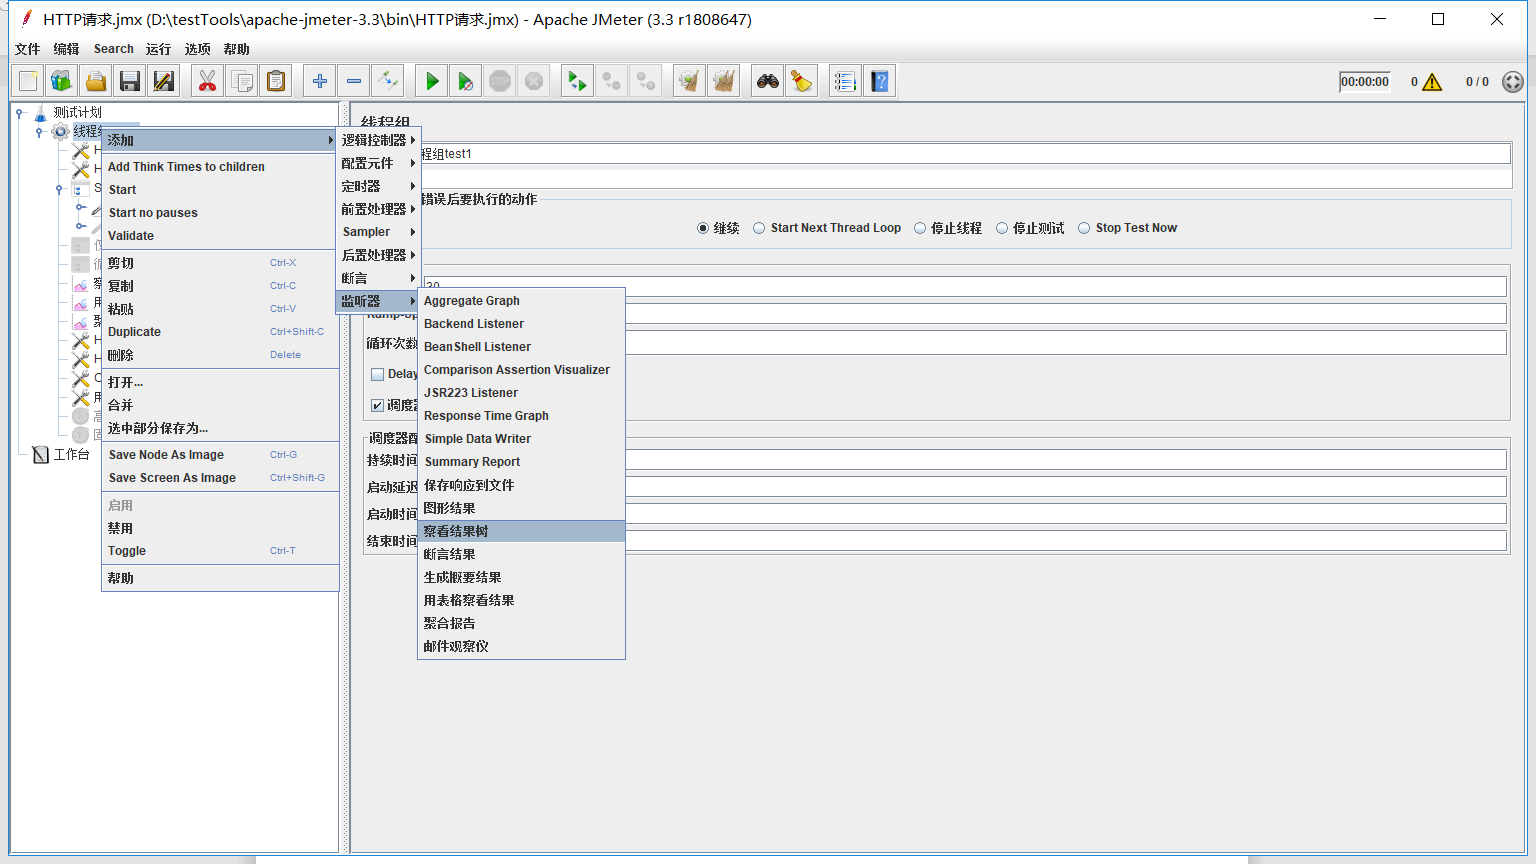 HTTP请求.jmx (D:\testTools\apache-jmeter-3.3\bin\HTTP请求.jmx) - Apache JMeter (3.3 r1808647)
文件 编辑 Search 运行 选项 帮助
00:00:00 0 0 / 0
测试计划
线程组
添加
Add Think Times to children
Start
Start no pauses
Validate
剪切 Ctrl-X
复制 Ctrl-C
粘贴 Ctrl-V
Duplicate Ctrl+Shift-C
删除 Delete
打开...
合并
选中部分保存为...
Save Node As Image Ctrl-G
Save Screen As Image Ctrl+Shift-G
启用
禁用
Toggle Ctrl-T
帮助
工作台
逻辑控制器
配置元件
定时器
前置处理器
Sampler
后置处理器
断言
监听器
Aggregate Graph
Backend Listener
BeanShell Listener
Comparison Assertion Visualizer
JSR223 Listener
Response Time Graph
Simple Data Writer
Summary Report
保存响应到文件
图形结果
察看结果树
断言结果
生成概要结果
用表格察看结果
聚合报告
邮件观察仪
线程组
程组test1
错误后要执行的动作
继续 Start Next Thread Loop 停止线程 停止测试 Stop Test Now
30
循环次数
Delay
调度器
调度器配
持续时间
启动延迟
启动时间
结束时间